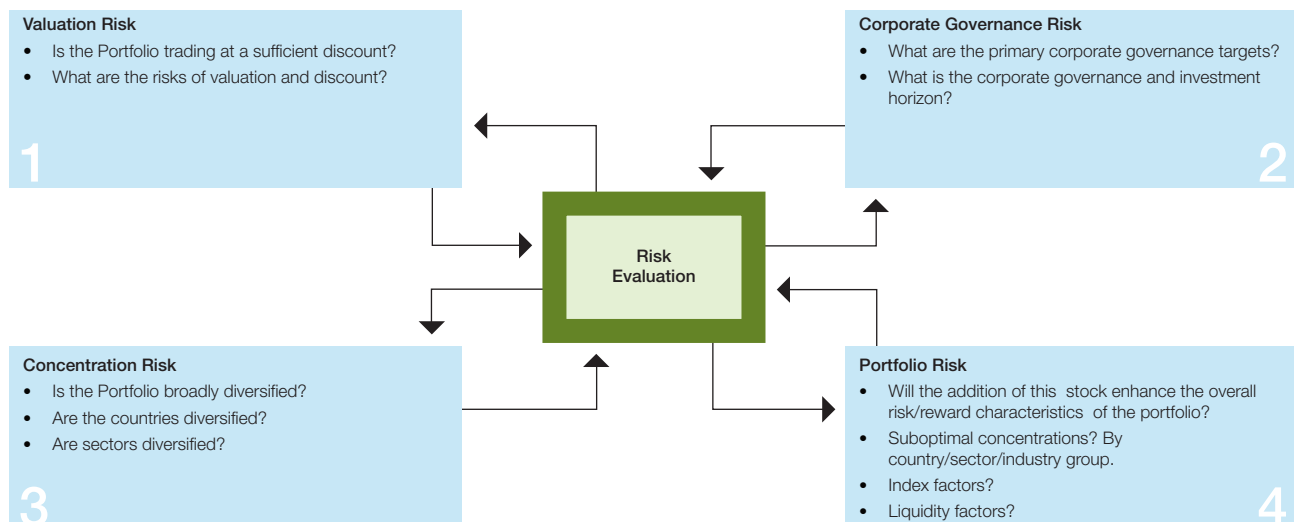 Valuation Risk
• Is the Portfolio trading at a sufficient discount?
• What are the risks of valuation and discount?
1
Corporate Governance Risk
• What are the primary corporate governance targets?
• What is the corporate governance and investment
horizon?
2
Risk
Evaluation
Concentration Risk
• Is the Portfolio broadly diversified?
• Are the countries diversified?
• Are sectors diversified?
3
Portfolio Risk
• Will the addition of this stock enhance the overall
risk/reward characteristics of the portfolio?
• Suboptimal concentrations? By
country/sector/industry group.
• Index factors?
• Liquidity factors?
4